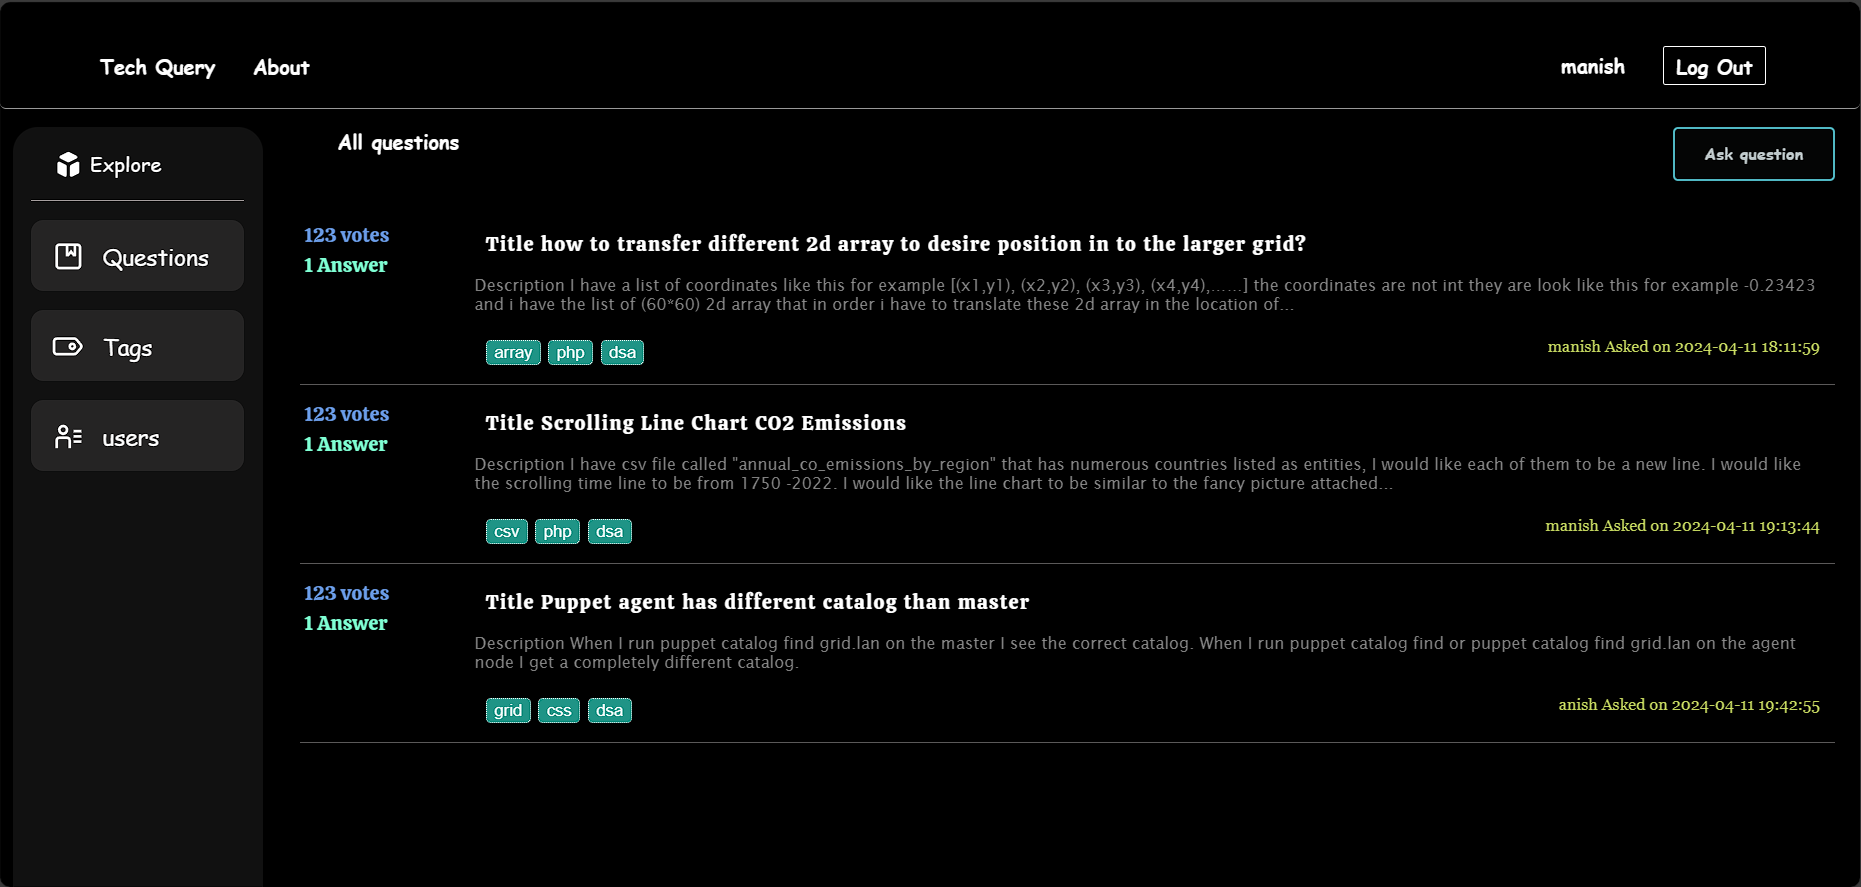 Tech Query About manish Log Out
Explore
Questions
Tags
users
All questions Ask question
123 votes
1 Answer
Title how to transfer different 2d array to desire position in to the larger grid?
Description I have a list of coordinates like this for example [(x1,y1), (x2,y2), (x3,y3), (x4,y4),......] the coordinates are not int they are look like this for example -0.23423
and i have the list of (60*60) 2d array that in order i have to translate these 2d array in the location of...
array php dsa manish Asked on 2024-04-11 18:11:59
123 votes
1 Answer
Title Scrolling Line Chart CO2 Emissions
Description I have csv file called "annual_co_emissions_by_region" that has numerous countries listed as entities, I would like each of them to be a new line. I would like
the scrolling time line to be from 1750 -2022. I would like the line chart to be similar to the fancy picture attached...
csv php dsa manish Asked on 2024-04-11 19:13:44
123 votes
1 Answer
Title Puppet agent has different catalog than master
Description When I run puppet catalog find grid.lan on the master I see the correct catalog. When I run puppet catalog find or puppet catalog find grid.lan on the agent
node I get a completely different catalog.
grid css dsa anish Asked on 2024-04-11 19:42:55